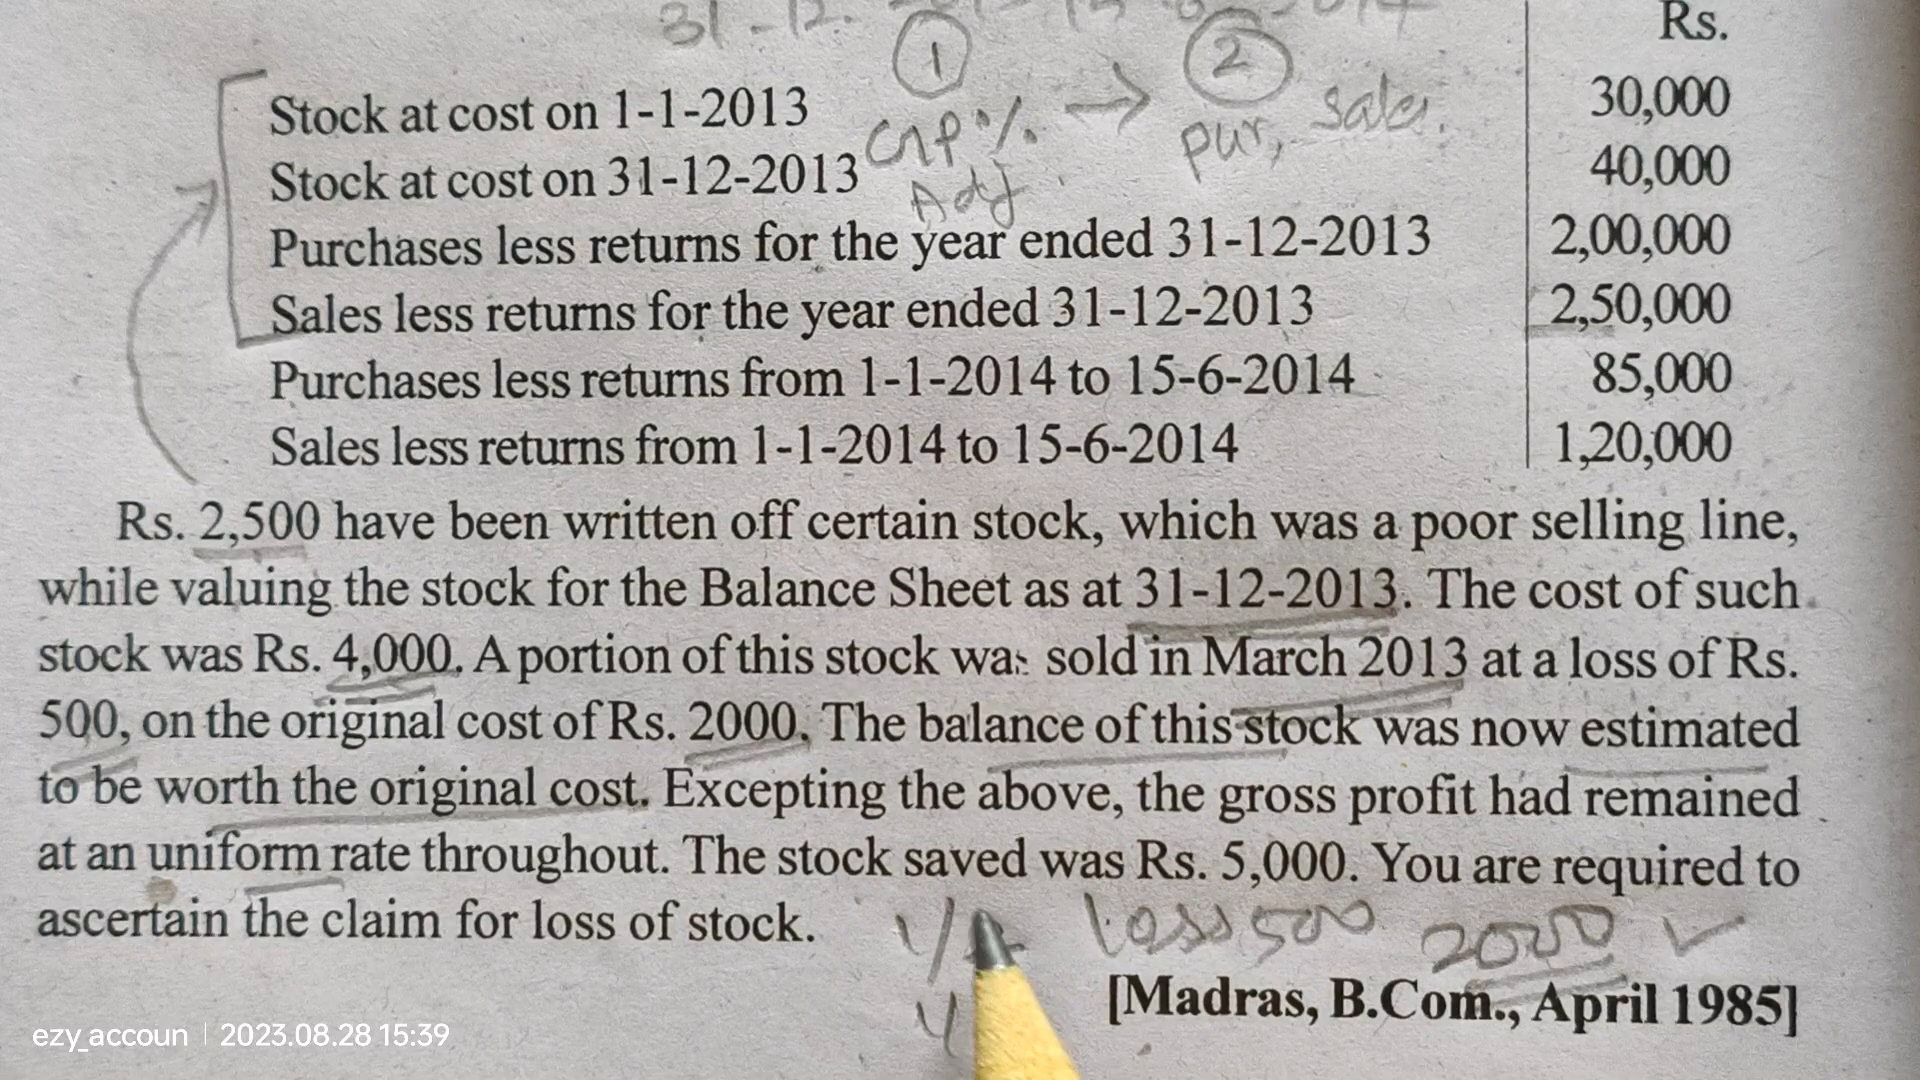 31-12.
Rs.
1 2
Stock at cost on 1-1-2013 30,000
GP% → pur, sales.
Adj.
Stock at cost on 31-12-2013 40,000
Purchases less returns for the year ended 31-12-2013 2,00,000
Sales less returns for the year ended 31-12-2013 2,50,000
Purchases less returns from 1-1-2014 to 15-6-2014 85,000
Sales less returns from 1-1-2014 to 15-6-2014 1,20,000
Rs. 2,500 have been written off certain stock, which was a poor selling line,
while valuing the stock for the Balance Sheet as at 31-12-2013. The cost of such
stock was Rs. 4,000. A portion of this stock was sold in March 2013 at a loss of Rs.
500, on the original cost of Rs. 2000. The balance of this stock was now estimated
to be worth the original cost. Excepting the above, the gross profit had remained
at an uniform rate throughout. The stock saved was Rs. 5,000. You are required to
ascertain the claim for loss of stock.
loss 500 2000
[Madras, B.Com., April 1985]
ezy_accoun | 2023.08.28 15:39